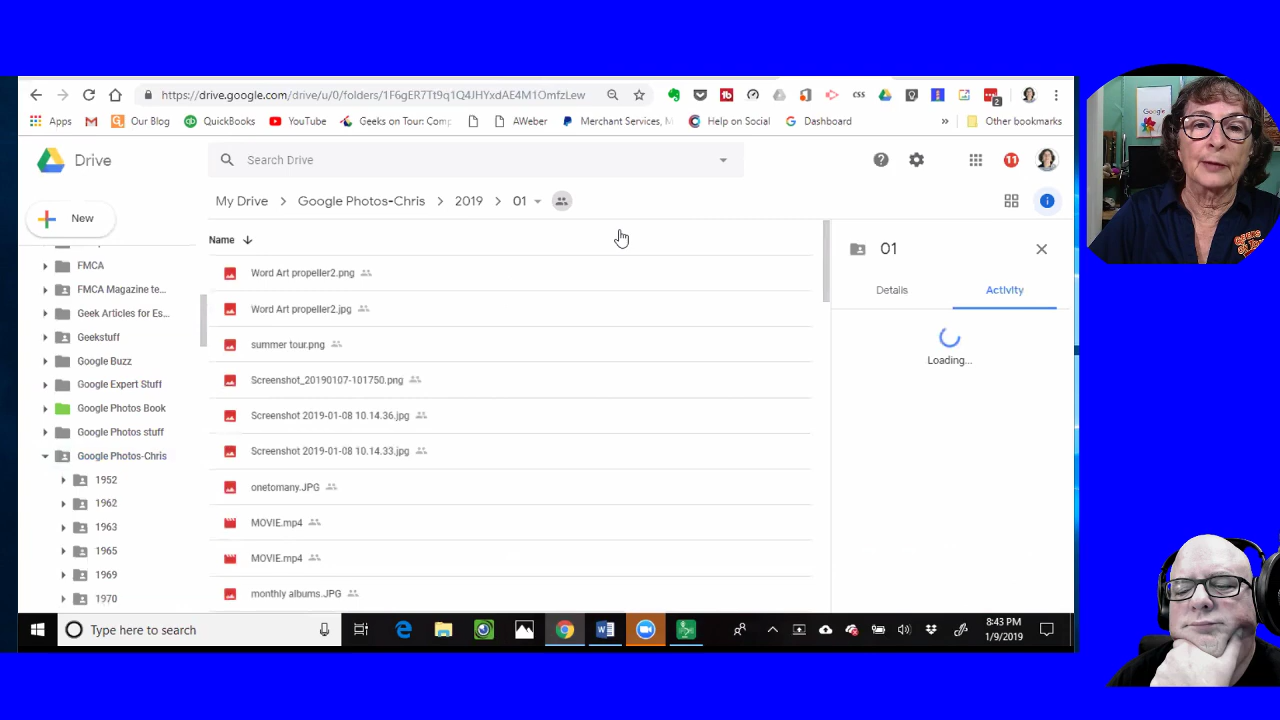 https://drive.google.com/drive/u/0/folders/1F6gER7Tt9q1Q4JHYxdAE4M1OmfzLew
2
Apps
Our Blog
QuickBooks
YouTube
Geeks on Tour: Com
AWeber
Merchant Services, M
Help on Social
Dashboard
»
Other bookmarks
Drive
Search Drive
11
New
My Drive > Google Photos-Chris > 2019 > 01
Name
FMCA
FMCA Magazine te...
Geek Articles for Es...
Geekstuff
Google Buzz
Google Expert Stuff
Google Photos Book
Google Photos stuff
Google Photos-Chris
1952
1962
1963
1965
1969
1970
Word Art propeller2.png
Word Art propeller2.jpg
summer tour.png
Screenshot_20190107-101750.png
Screenshot 2019-01-08 10.14.36.jpg
Screenshot 2019-01-08 10.14.33.jpg
onetomany.JPG
MOVIE.mp4
MOVIE.mp4
monthly albums.JPG
01
Details
Activity
Loading...
Type here to search
8:43 PM
1/9/2019
Google
GEEKS